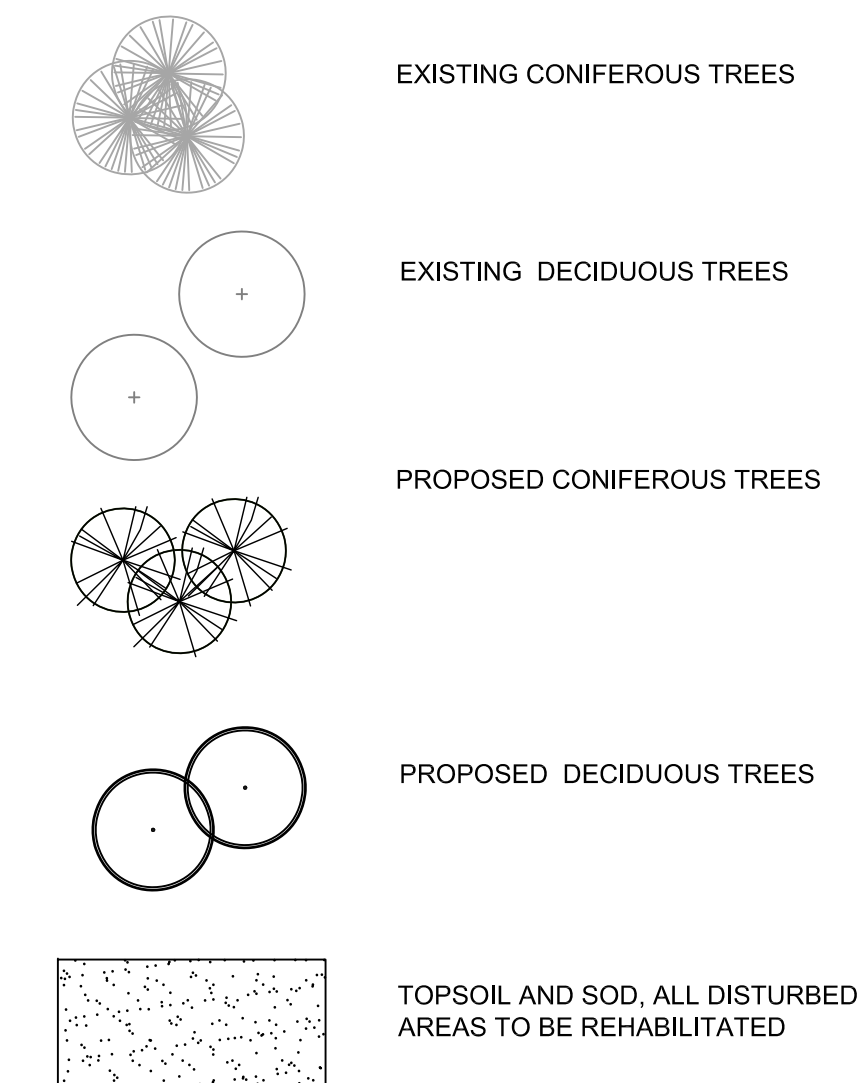 EXISTING CONIFEROUS TREES
EXISTING DECIDUOUS TREES
PROPOSED CONIFEROUS TREES
PROPOSED DECIDUOUS TREES
TOPSOIL AND SOD, ALL DISTURBED
AREAS TO BE REHABILITATED